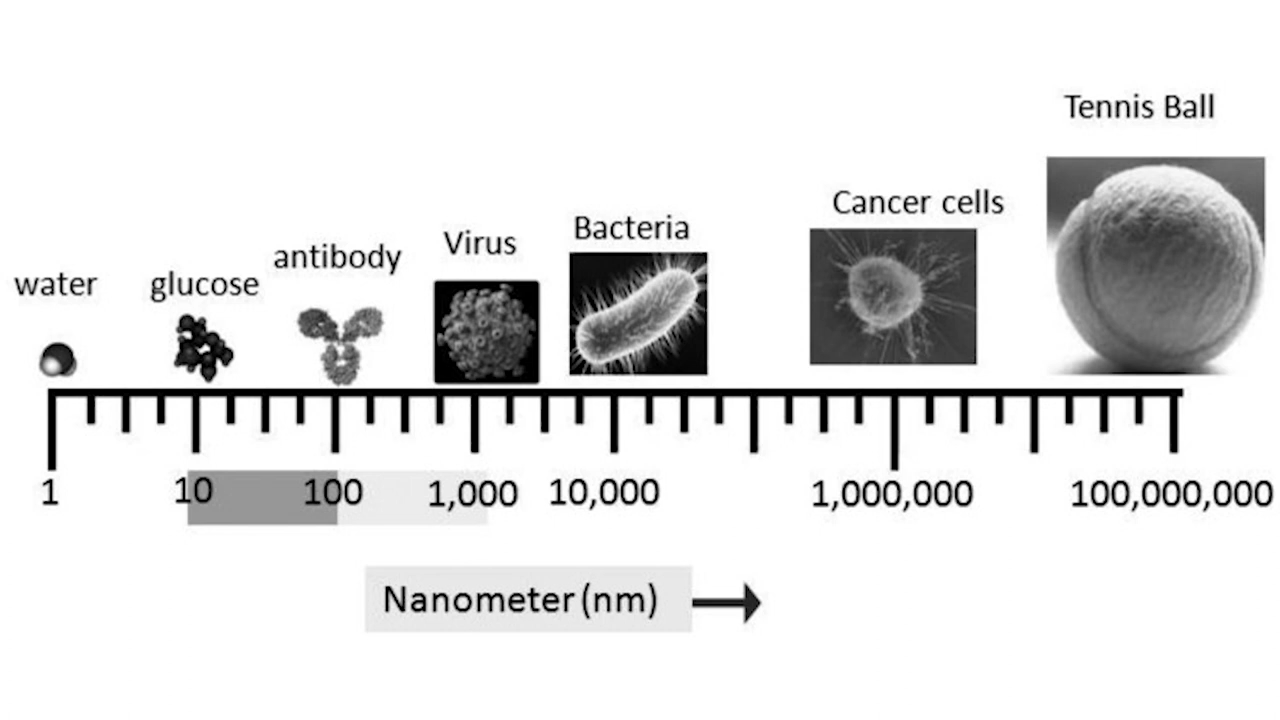 Tennis Ball
Cancer cells
Bacteria
Virus
antibody
glucose
water
1 10 100 1,000 10,000 1,000,000 100,000,000
Nanometer (nm)